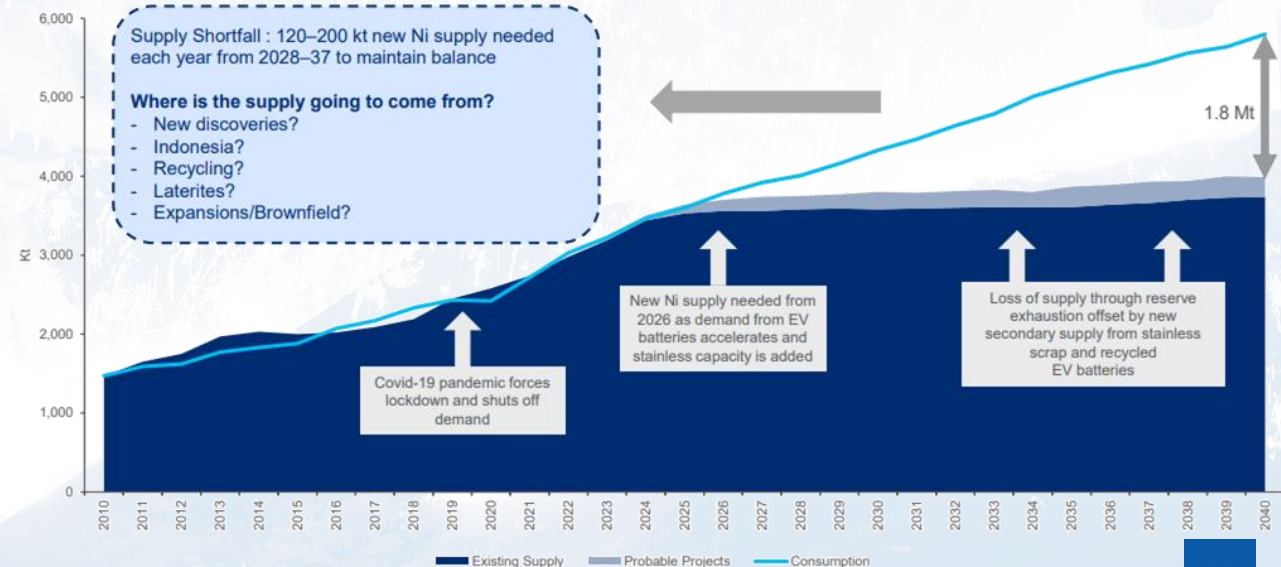 6,000
5,000
4,000
3,000
2,000
1,000
0
Kt
Supply Shortfall : 120–200 kt new Ni supply needed
each year from 2028–37 to maintain balance
Where is the supply going to come from?
- New discoveries?
- Indonesia?
- Recycling?
- Laterites?
- Expansions/Brownfield?
1.8 Mt
Covid-19 pandemic forces
lockdown and shuts off
demand
New Ni supply needed from
2026 as demand from EV
batteries accelerates and
stainless capacity is added
Loss of supply through reserve
exhaustion offset by new
secondary supply from stainless
scrap and recycled
EV batteries
2010
2011
2012
2013
2014
2015
2016
2017
2018
2019
2020
2021
2022
2023
2024
2025
2026
2027
2028
2029
2030
2031
2032
2033
2034
2035
2036
2037
2038
2039
2040
Existing Supply
Probable Projects
Consumption